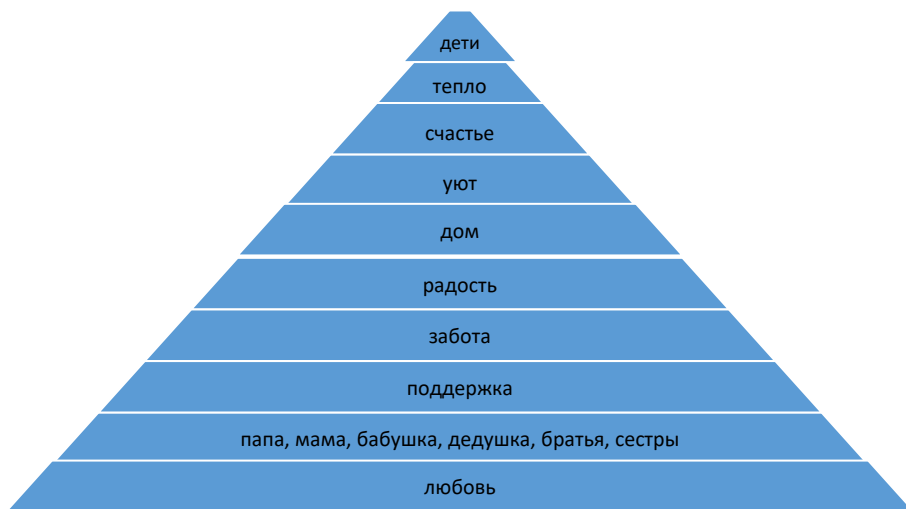 дети
тепло
счастье
уют
дом
радость
забота
поддержка
папа, мама, бабушка, дедушка, братья, сестры
любовь